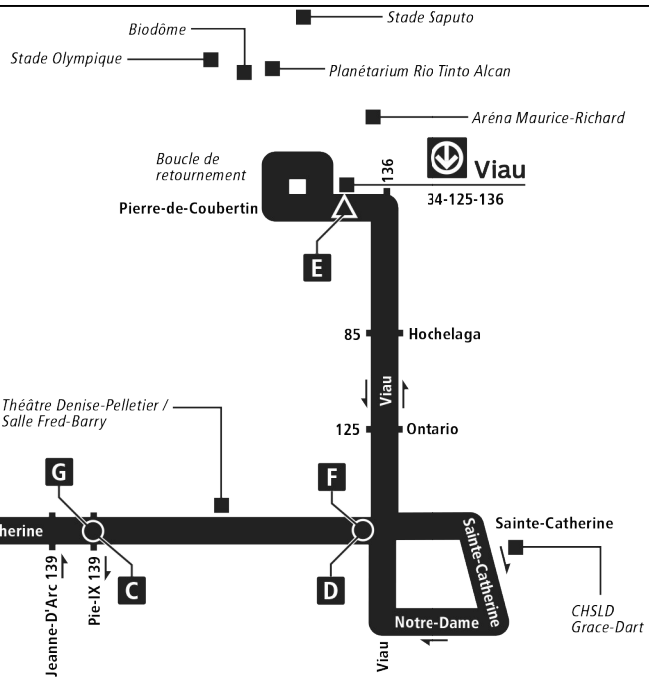 Stade Saputo
Biodôme
Stade Olympique
Planétarium Rio Tinto Alcan
Aréna Maurice-Richard
Boucle de
retournement
136
Viau
34-125-136
Pierre-de-Coubertin
E
85
Hochelaga
Viau
125
Ontario
Théâtre Denise-Pelletier /
Salle Fred-Barry
G
F
herine
Sainte-Catherine
Sainte-Catherine
Jeanne-D'Arc 139
Pie-IX 139
C
D
Notre-Dame
CHSLD
Grace-Dart
Viau